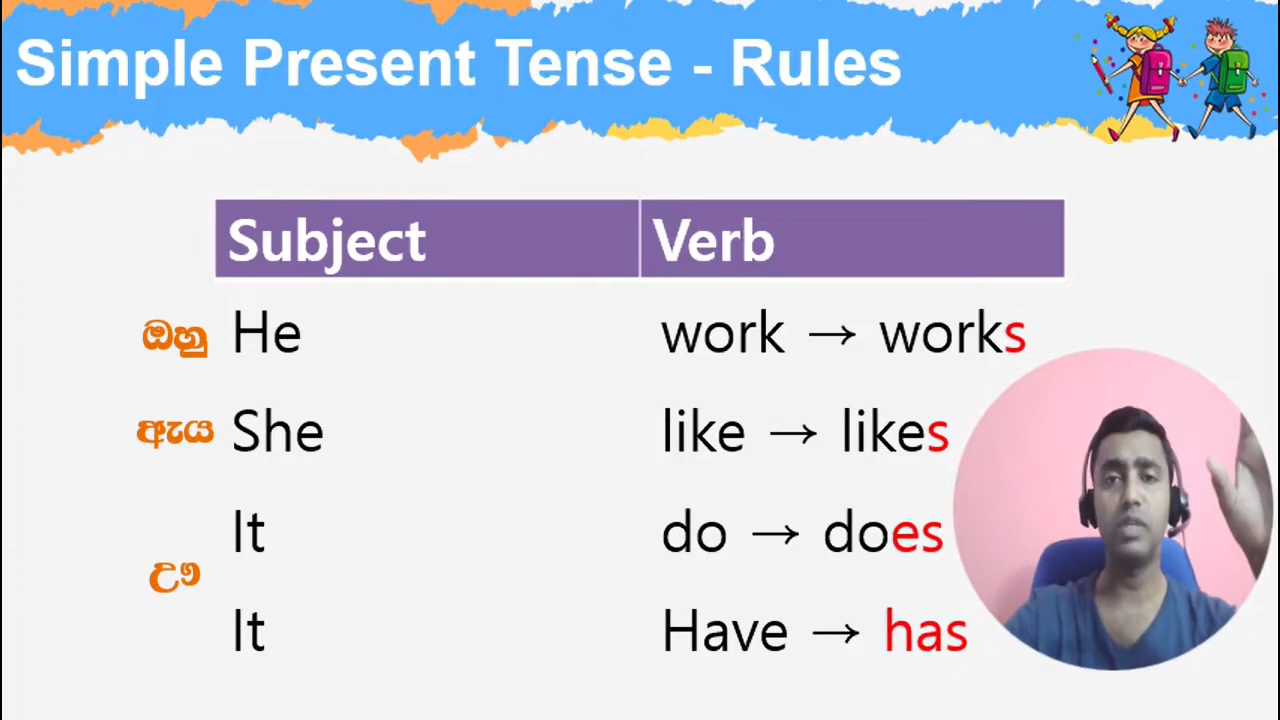 Simple Present Tense - Rules
Subject Verb
ඔහු He work → works
ඇය She like → likes
It do → does
ඌ
It Have → has